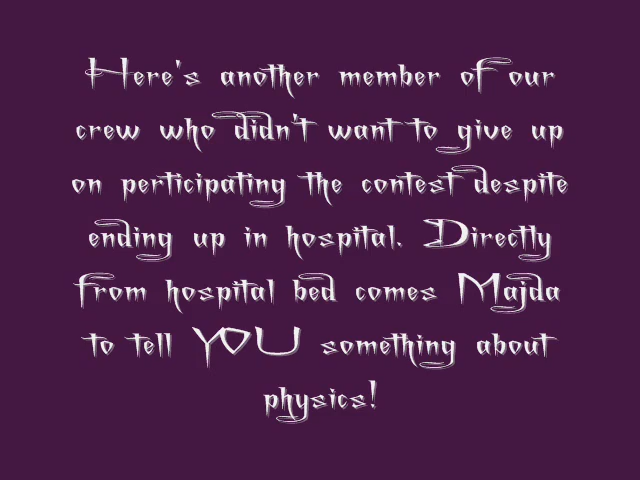 Here's another member of our
crew who didn't want to give up
on perticipating the contest despite
ending up in hospital. Directly
from hospital bed comes Majda
to tell YOU something about
physics!